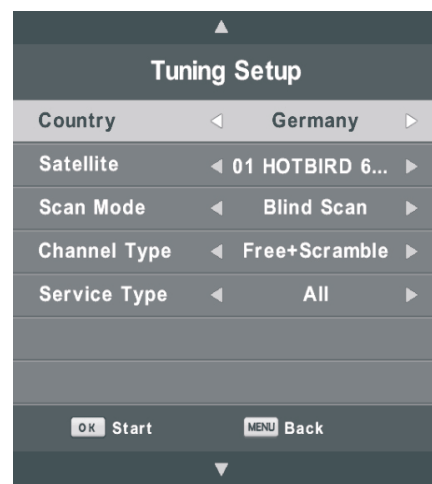 Tuning Setup
Country Germany
Satellite 01 HOTBIRD 6...
Scan Mode Blind Scan
Channel Type Free+Scramble
Service Type All
OK Start MENU Back